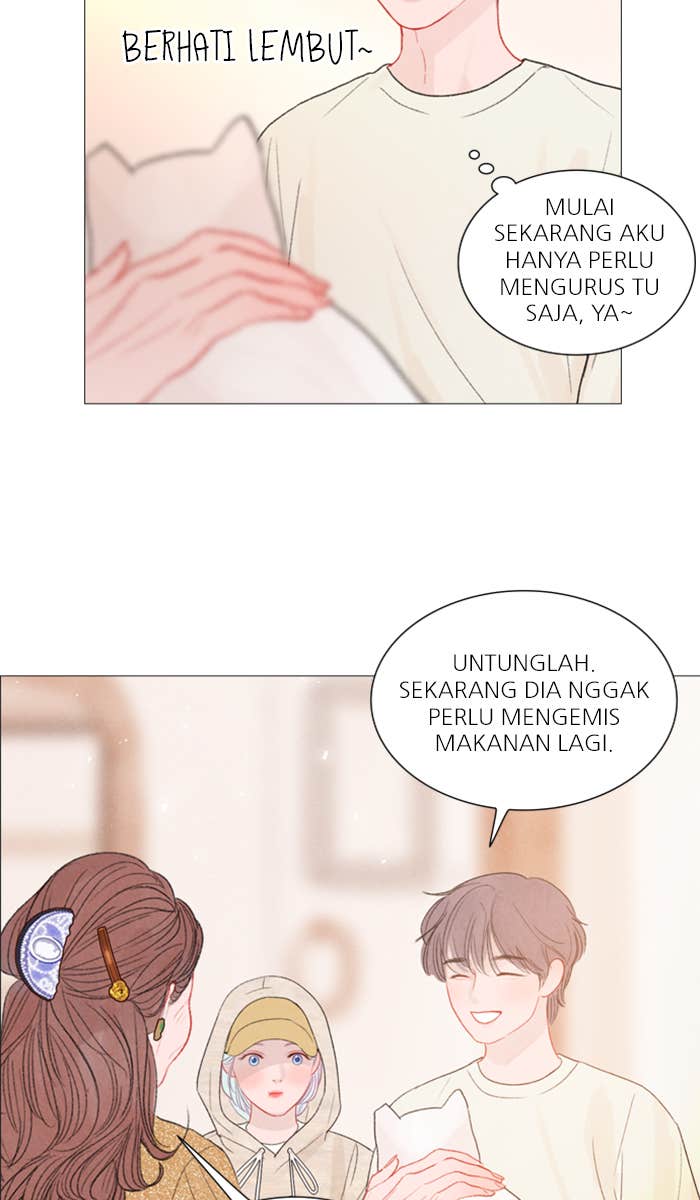 BERHATI LEMBUT~
MULAI
SEKARANG AKU
HANYA PERLU
MENGURUS TU
SAJA, YA~
UNTUNGLAH.
SEKARANG DIA NGGAK
PERLU MENGEMIS
MAKANAN LAGI.